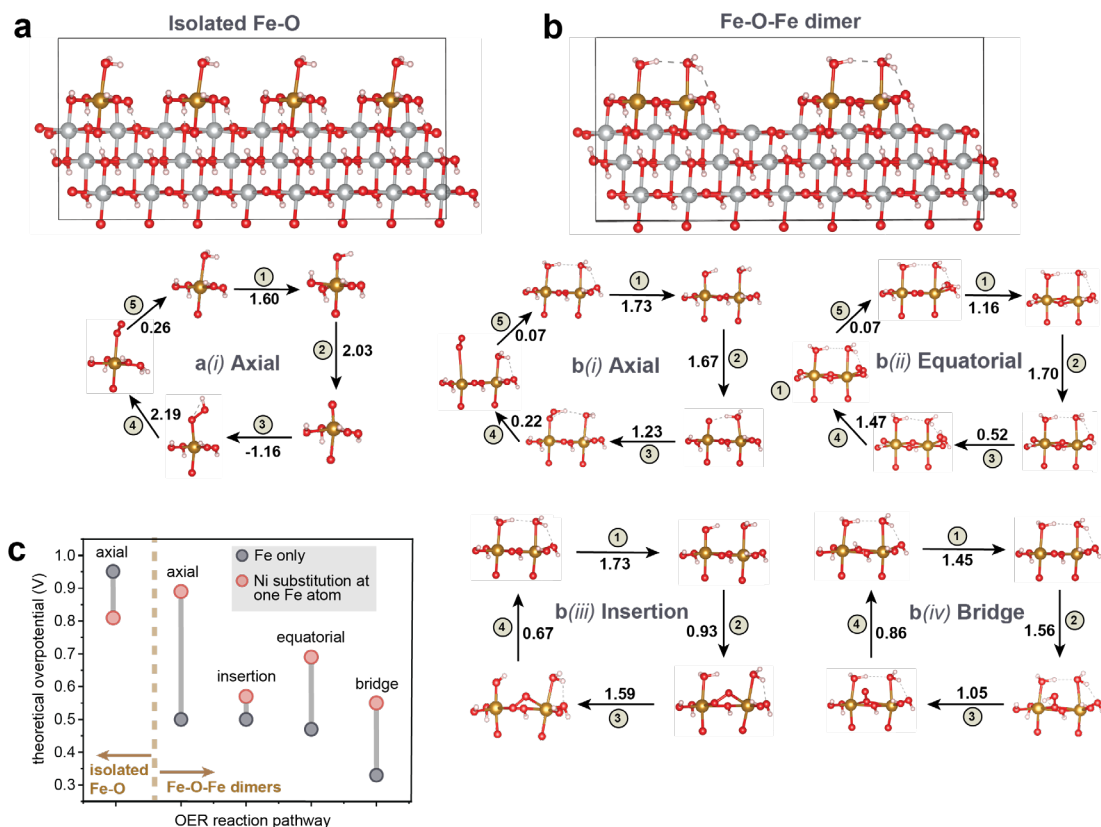 a
Isolated Fe-O
b
Fe-O-Fe dimer
1
1.60
5
0.26
a(i) Axial
2
2.03
4
2.19
3
-1.16
1
1.73
5
0.07
b(i) Axial
1.67
2
0.22
4
1.23
3
1
1.16
5
0.07
b(ii) Equatorial
2
1.70
1
4
1.47
0.52
3
c
theoretical overpotential (V)
1.0
0.9
0.8
0.7
0.6
0.5
0.4
0.3
axial
axial
insertion
equatorial
bridge
Fe only
Ni substitution at
one Fe atom
isolated
Fe-O
Fe-O-Fe dimers
OER reaction pathway
1
1.73
b(iii) Insertion
4
0.67
0.93
2
1.59
3
1
1.45
b(iv) Bridge
4
0.86
2
1.56
1.05
3